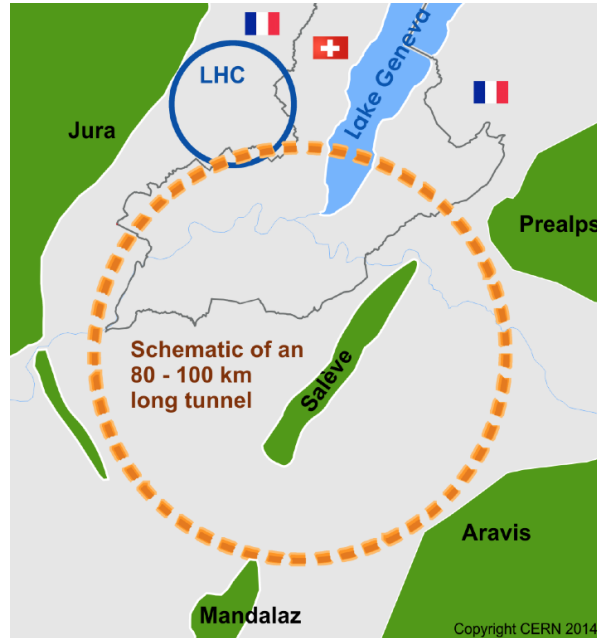 LHC
Lake Geneva
Jura
Prealps
Schematic of an
80 - 100 km
long tunnel
Salève
Aravis
Mandalaz
Copyright CERN 2014